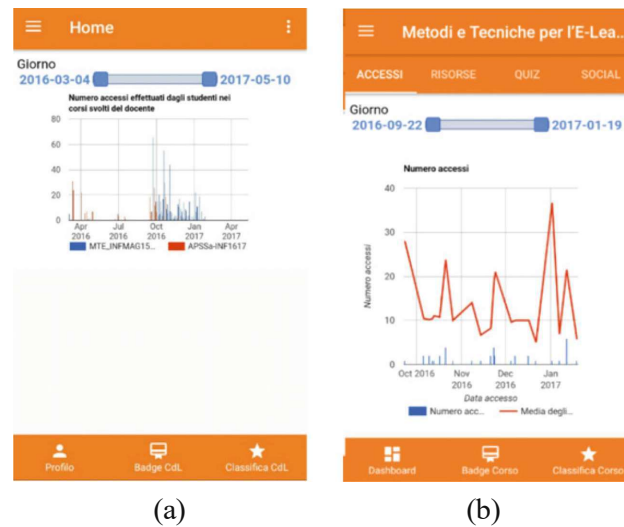 Home
Giorno
2016-03-04 2017-05-10
Numero accessi effettuati dagli studenti nei
corsi svolti del docente
80
60
40
20
0
Apr 2016 Jul 2016 Oct 2016 Jan 2017 Apr 2017
MTE_INFMAG15... APSSa-INF1617
Profilo Badge CdL Classifica CdL
(a)
Metodi e Tecniche per l'E-Lea...
ACCESSI RISORSE QUIZ SOCIAL
Giorno
2016-09-22 2017-01-19
Numero accessi
40
30
20
10
0
Numero accessi
Oct 2016 Nov 2016 Dec 2016 Jan 2017
Data accesso
Numero acc... Media degli...
Dashboard Badge Corso Classifica Corso
(b)